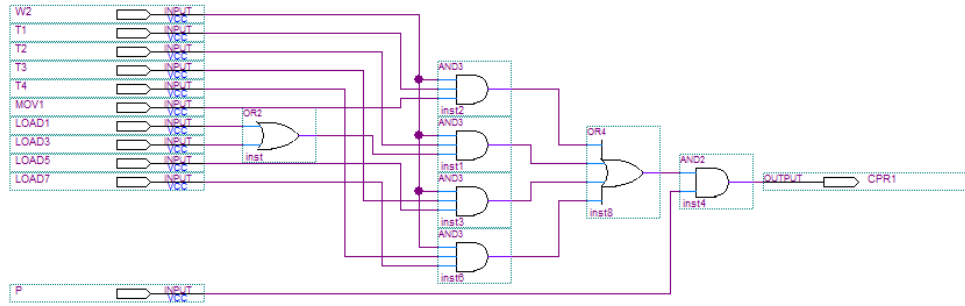 W2 INPUT VCC
T1 INPUT VCC
T2 INPUT VCC
T3 INPUT VCC
T4 INPUT VCC
MOV1 INPUT VCC
LOAD1 INPUT VCC
LOAD3 INPUT VCC
LOAD5 INPUT VCC
LOAD7 INPUT VCC
OR2
inst
AND3
inst2
AND3
inst1
AND3
inst3
AND3
inst6
OR4
inst8
AND2
inst4
OUTPUT CPR1
P INPUT VCC